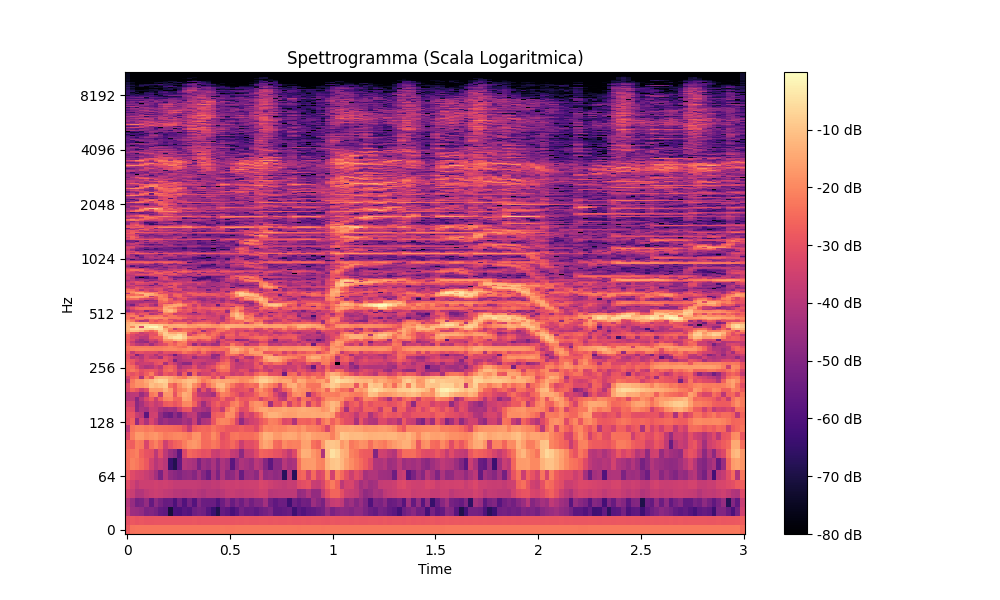 Spettrogramma (Scala Logaritmica)
Hz
8192
4096
2048
1024
512
256
128
64
0
0 0.5 1 1.5 2 2.5 3
Time
-10 dB
-20 dB
-30 dB
-40 dB
-50 dB
-60 dB
-70 dB
-80 dB